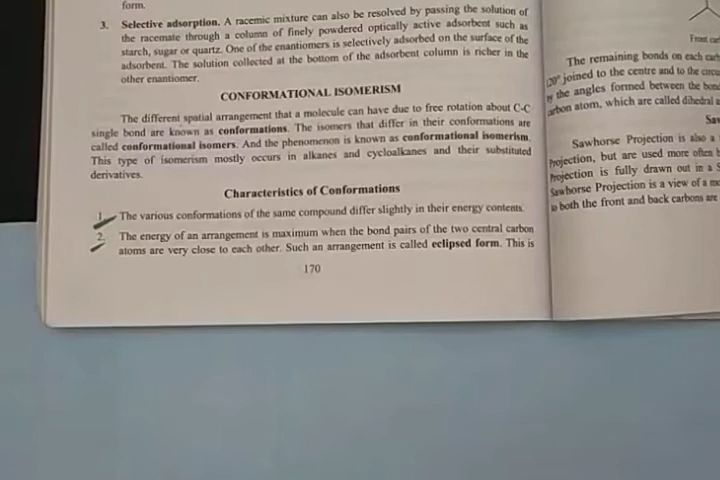 form.
3. Selective adsorption. A racemic mixture can also be resolved by passing the solution of
the racemate through a column of finely powdered optically active adsorbent such as
starch, sugar or quartz. One of the enantiomers is selectively adsorbed on the surface of the
adsorbent. The solution collected at the bottom of the adsorbent column is richer in the
other enantiomer.
CONFORMATIONAL ISOMERISM
The different spatial arrangement that a molecule can have due to free rotation about C-C
single bond are known as conformations. The isomers that differ in their conformations are
called conformational isomers. And the phenomenon is known as conformational isomerism.
This type of isomerism mostly occurs in alkanes and cycloalkanes and their substituted
derivatives.
Characteristics of Conformations
1. The various conformations of the same compound differ slightly in their energy contents.
2. The energy of an arrangement is maximum when the bond pairs of the two central carbon
atoms are very close to each other. Such an arrangement is called eclipsed form. This is
170
Front
The remaining bonds on each
120° joined to the centre and to the
the angles formed between the
atom, which are called dihedral
Sawhorse Projection is also a
Projection, but are used more often
Projection is fully drawn out in a
Sawhorse Projection is a view of a
both the front and back carbons are